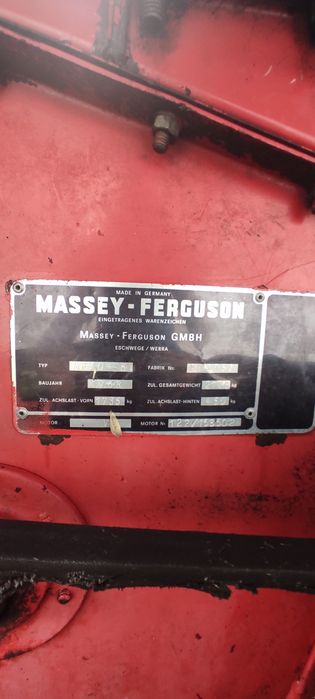 MADE IN GERMANY
MASSEY-FERGUSON
EINGETRAGENES WARENZEICHEN
MASSEY-FERGUSON GMBH
ESCHWEGE/WERRA
TYP FABRIK No.
BAUJAHR ZUL. GESAMTGEWICHT kg
ZUL. ACHSLAST-VORN kg ZUL. ACHSLAST-HINTEN kg
MOTOR MOTOR Nr.